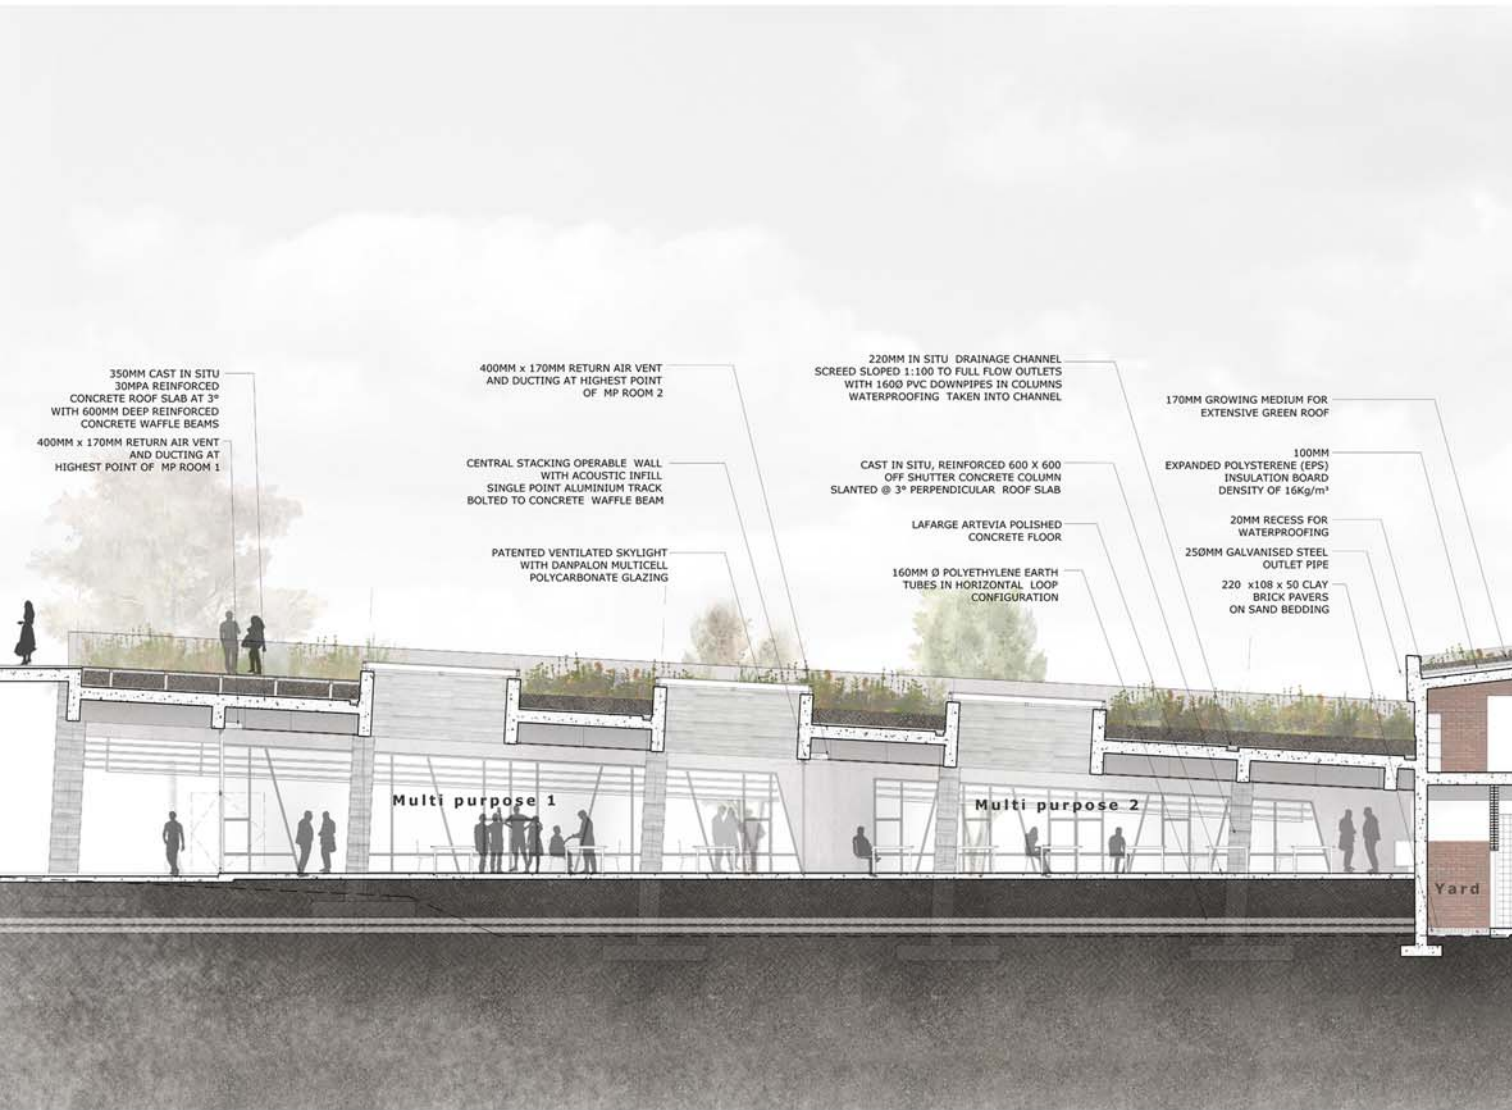 350MM CAST IN SITU
30MPA REINFORCED
CONCRETE ROOF SLAB AT 3°
WITH 600MM DEEP REINFORCED
CONCRETE WAFFLE BEAMS
400MM x 170MM RETURN AIR VENT
AND DUCTING AT
HIGHEST POINT OF MP ROOM 1
400MM x 170MM RETURN AIR VENT
AND DUCTING AT HIGHEST POINT
OF MP ROOM 2
CENTRAL STACKING OPERABLE WALL
WITH ACOUSTIC INFILL
SINGLE POINT ALUMINIUM TRACK
BOLTED TO CONCRETE WAFFLE BEAM
PATENTED VENTILATED SKYLIGHT
WITH DANPALON MULTICELL
POLYCARBONATE GLAZING
220MM IN SITU DRAINAGE CHANNEL
SCREED SLOPED 1:100 TO FULL FLOW OUTLETS
WITH 160Ø PVC DOWNPIPES IN COLUMNS
WATERPROOFING TAKEN INTO CHANNEL
CAST IN SITU, REINFORCED 600 X 600
OFF SHUTTER CONCRETE COLUMN
SLANTED @ 3° PERPENDICULAR ROOF SLAB
LAFARGE ARTEVIA POLISHED
CONCRETE FLOOR
160MM Ø POLYETHYLENE EARTH
TUBES IN HORIZONTAL LOOP
CONFIGURATION
170MM GROWING MEDIUM FOR
EXTENSIVE GREEN ROOF
100MM
EXPANDED POLYSTERENE (EPS)
INSULATION BOARD
DENSITY OF 16Kg/m³
20MM RECESS FOR
WATERPROOFING
25ØMM GALVANISED STEEL
OUTLET PIPE
220 x108 x 50 CLAY
BRICK PAVERS
ON SAND BEDDING
Multi purpose 1
Multi purpose 2
Yard